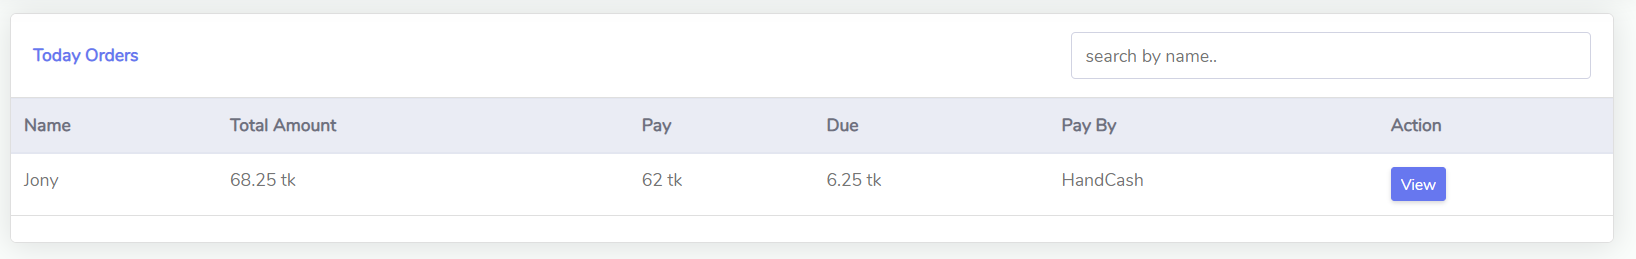 Today Orders
search by name..
Name Total Amount Pay Due Pay By Action
Jony 68.25 tk 62 tk 6.25 tk HandCash View